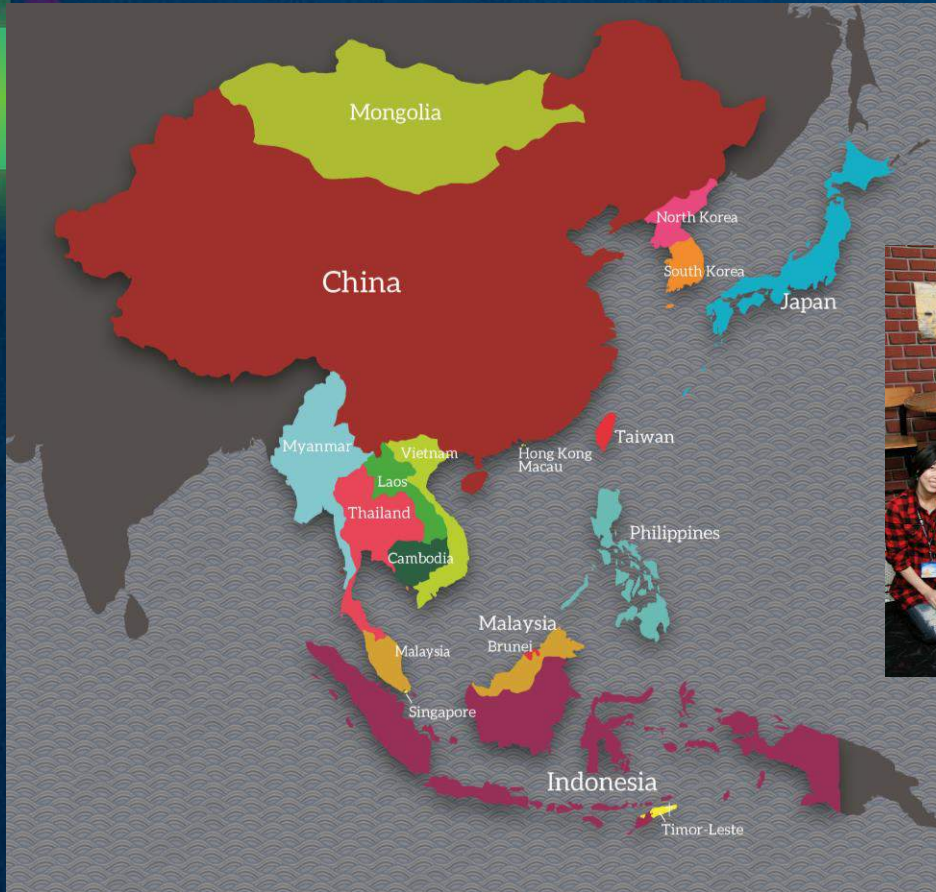 Mongolia
North Korea
South Korea
China
Japan
Taiwan
Myanmar
Vietnam
Hong Kong
Macau
Laos
Thailand
Philippines
Cambodia
Malaysia
Brunei
Malaysia
Singapore
Indonesia
Timor-Leste